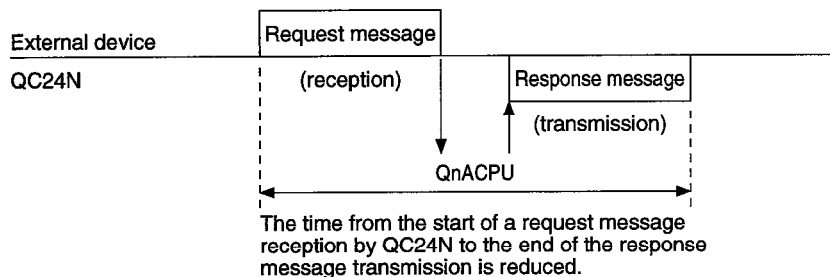 Request message
External device
QC24N
(reception)
Response message
(transmission)
QnACPU
The time from the start of a request message
reception by QC24N to the end of the response
message transmission is reduced.